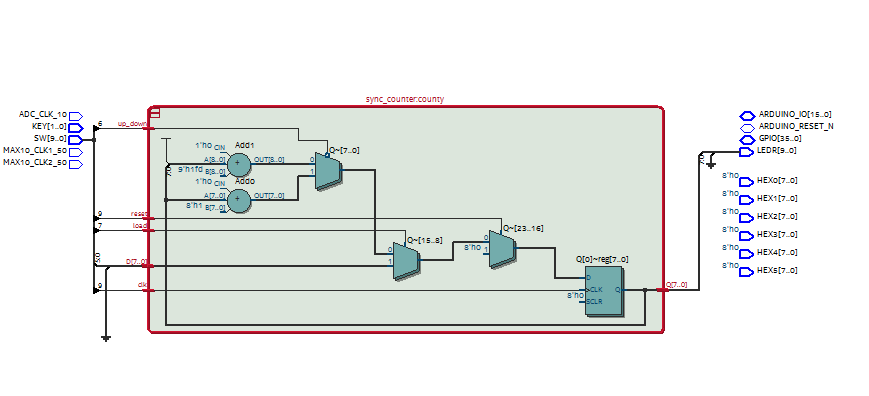 sync_counter:county
ADC_CLK_10
KEY[1..0]
SW[9..0]
MAX10_CLK1_50
MAX10_CLK2_50
6
up_down
9
reset
7
load
D[7..0]
8
clk
1'h0
CIN
Add1
A[8..0]
OUT[8..0]
9'h1fd
B[8..0]
1'h0
CIN
Add0
A[7..0]
OUT[7..0]
8'h1
B[7..0]
Q~[7..0]
0
1
Q~[15..8]
0
1
Q~[23..16]
0
8'h0
1
Q[0]~reg[7..0]
D
CLK
Q
8'h0
SCLR
Q[7..0]
ARDUINO_IO[15..0]
ARDUINO_RESET_N
GPIO[35..0]
LEDR[9..0]
8'h0
HEX0[7..0]
8'h0
HEX1[7..0]
8'h0
HEX2[7..0]
8'h0
HEX3[7..0]
8'h0
HEX4[7..0]
8'h0
HEX5[7..0]